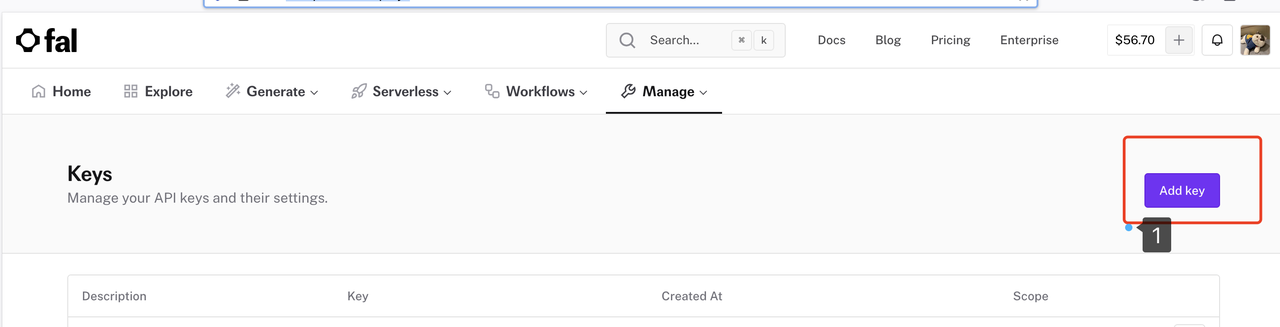 fal
Search... ⌘ k
Docs
Blog
Pricing
Enterprise
$56.70 +
Home
Explore
Generate
Serverless
Workflows
Manage
Keys
Manage your API keys and their settings.
Add key
1
Description
Key
Created At
Scope